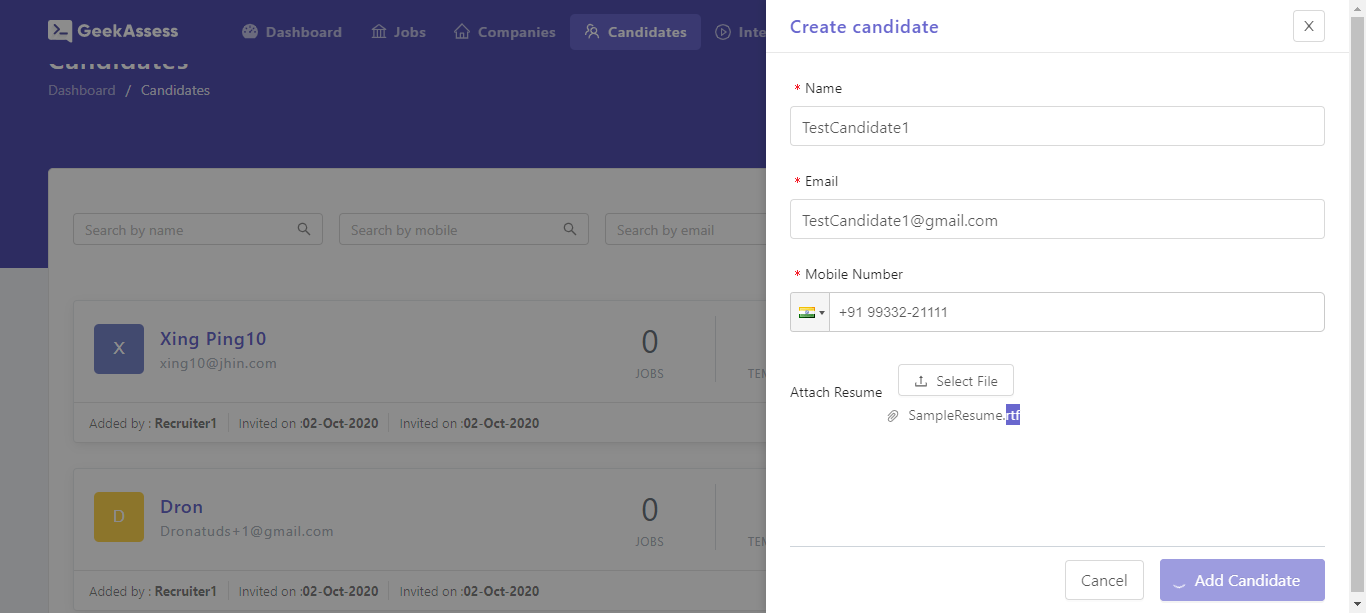 GeekAssess
Dashboard
Jobs
Companies
Candidates
Inte
Candidates
Dashboard / Candidates
Search by name
Search by mobile
Search by email
X
Xing Ping10
xing10@jhin.com
0
JOBS
TEN
Added by : Recruiter1
Invited on :02-Oct-2020
Invited on :02-Oct-2020
D
Dron
Dronatuds+1@gmail.com
0
JOBS
TEN
Added by : Recruiter1
Invited on :02-Oct-2020
Invited on :02-Oct-2020
Create candidate
X
* Name
TestCandidate1
* Email
TestCandidate1@gmail.com
* Mobile Number
+91 99332-21111
Attach Resume
Select File
SampleResume.rtf
Cancel
Add Candidate